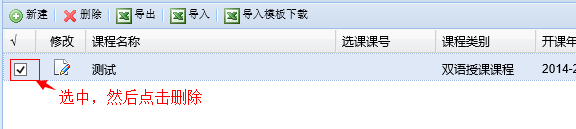 新建 删除 导出 导入 导入模板下载
√ 修改 课程名称 选课课号 课程类别 开课年
测试 双语授课课程 2014-2
选中，然后点击删除